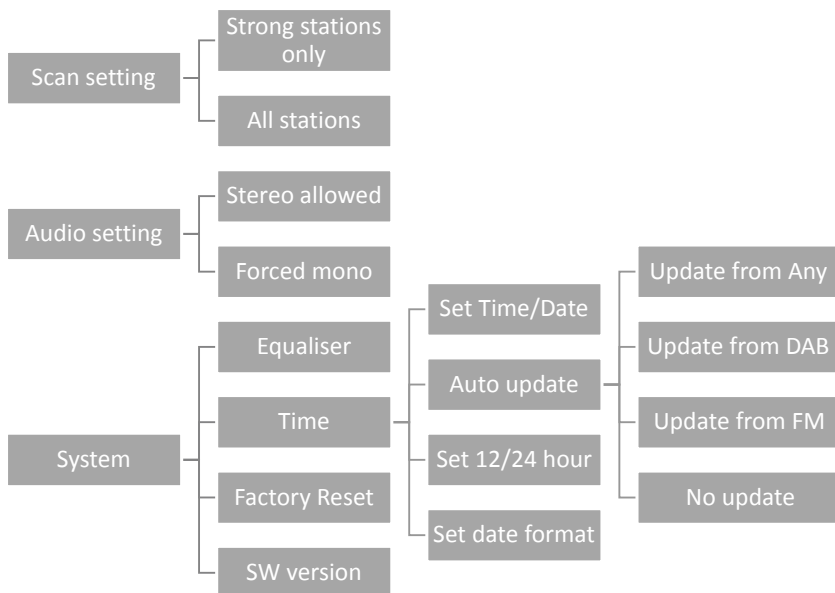 Strong stations
only
Scan setting
All stations
Stereo allowed
Audio setting
Forced mono
Update from Any
Set Time/Date
Equaliser
Update from DAB
Auto update
Time
Update from FM
System
Set 12/24 hour
Factory Reset
No update
Set date format
SW version